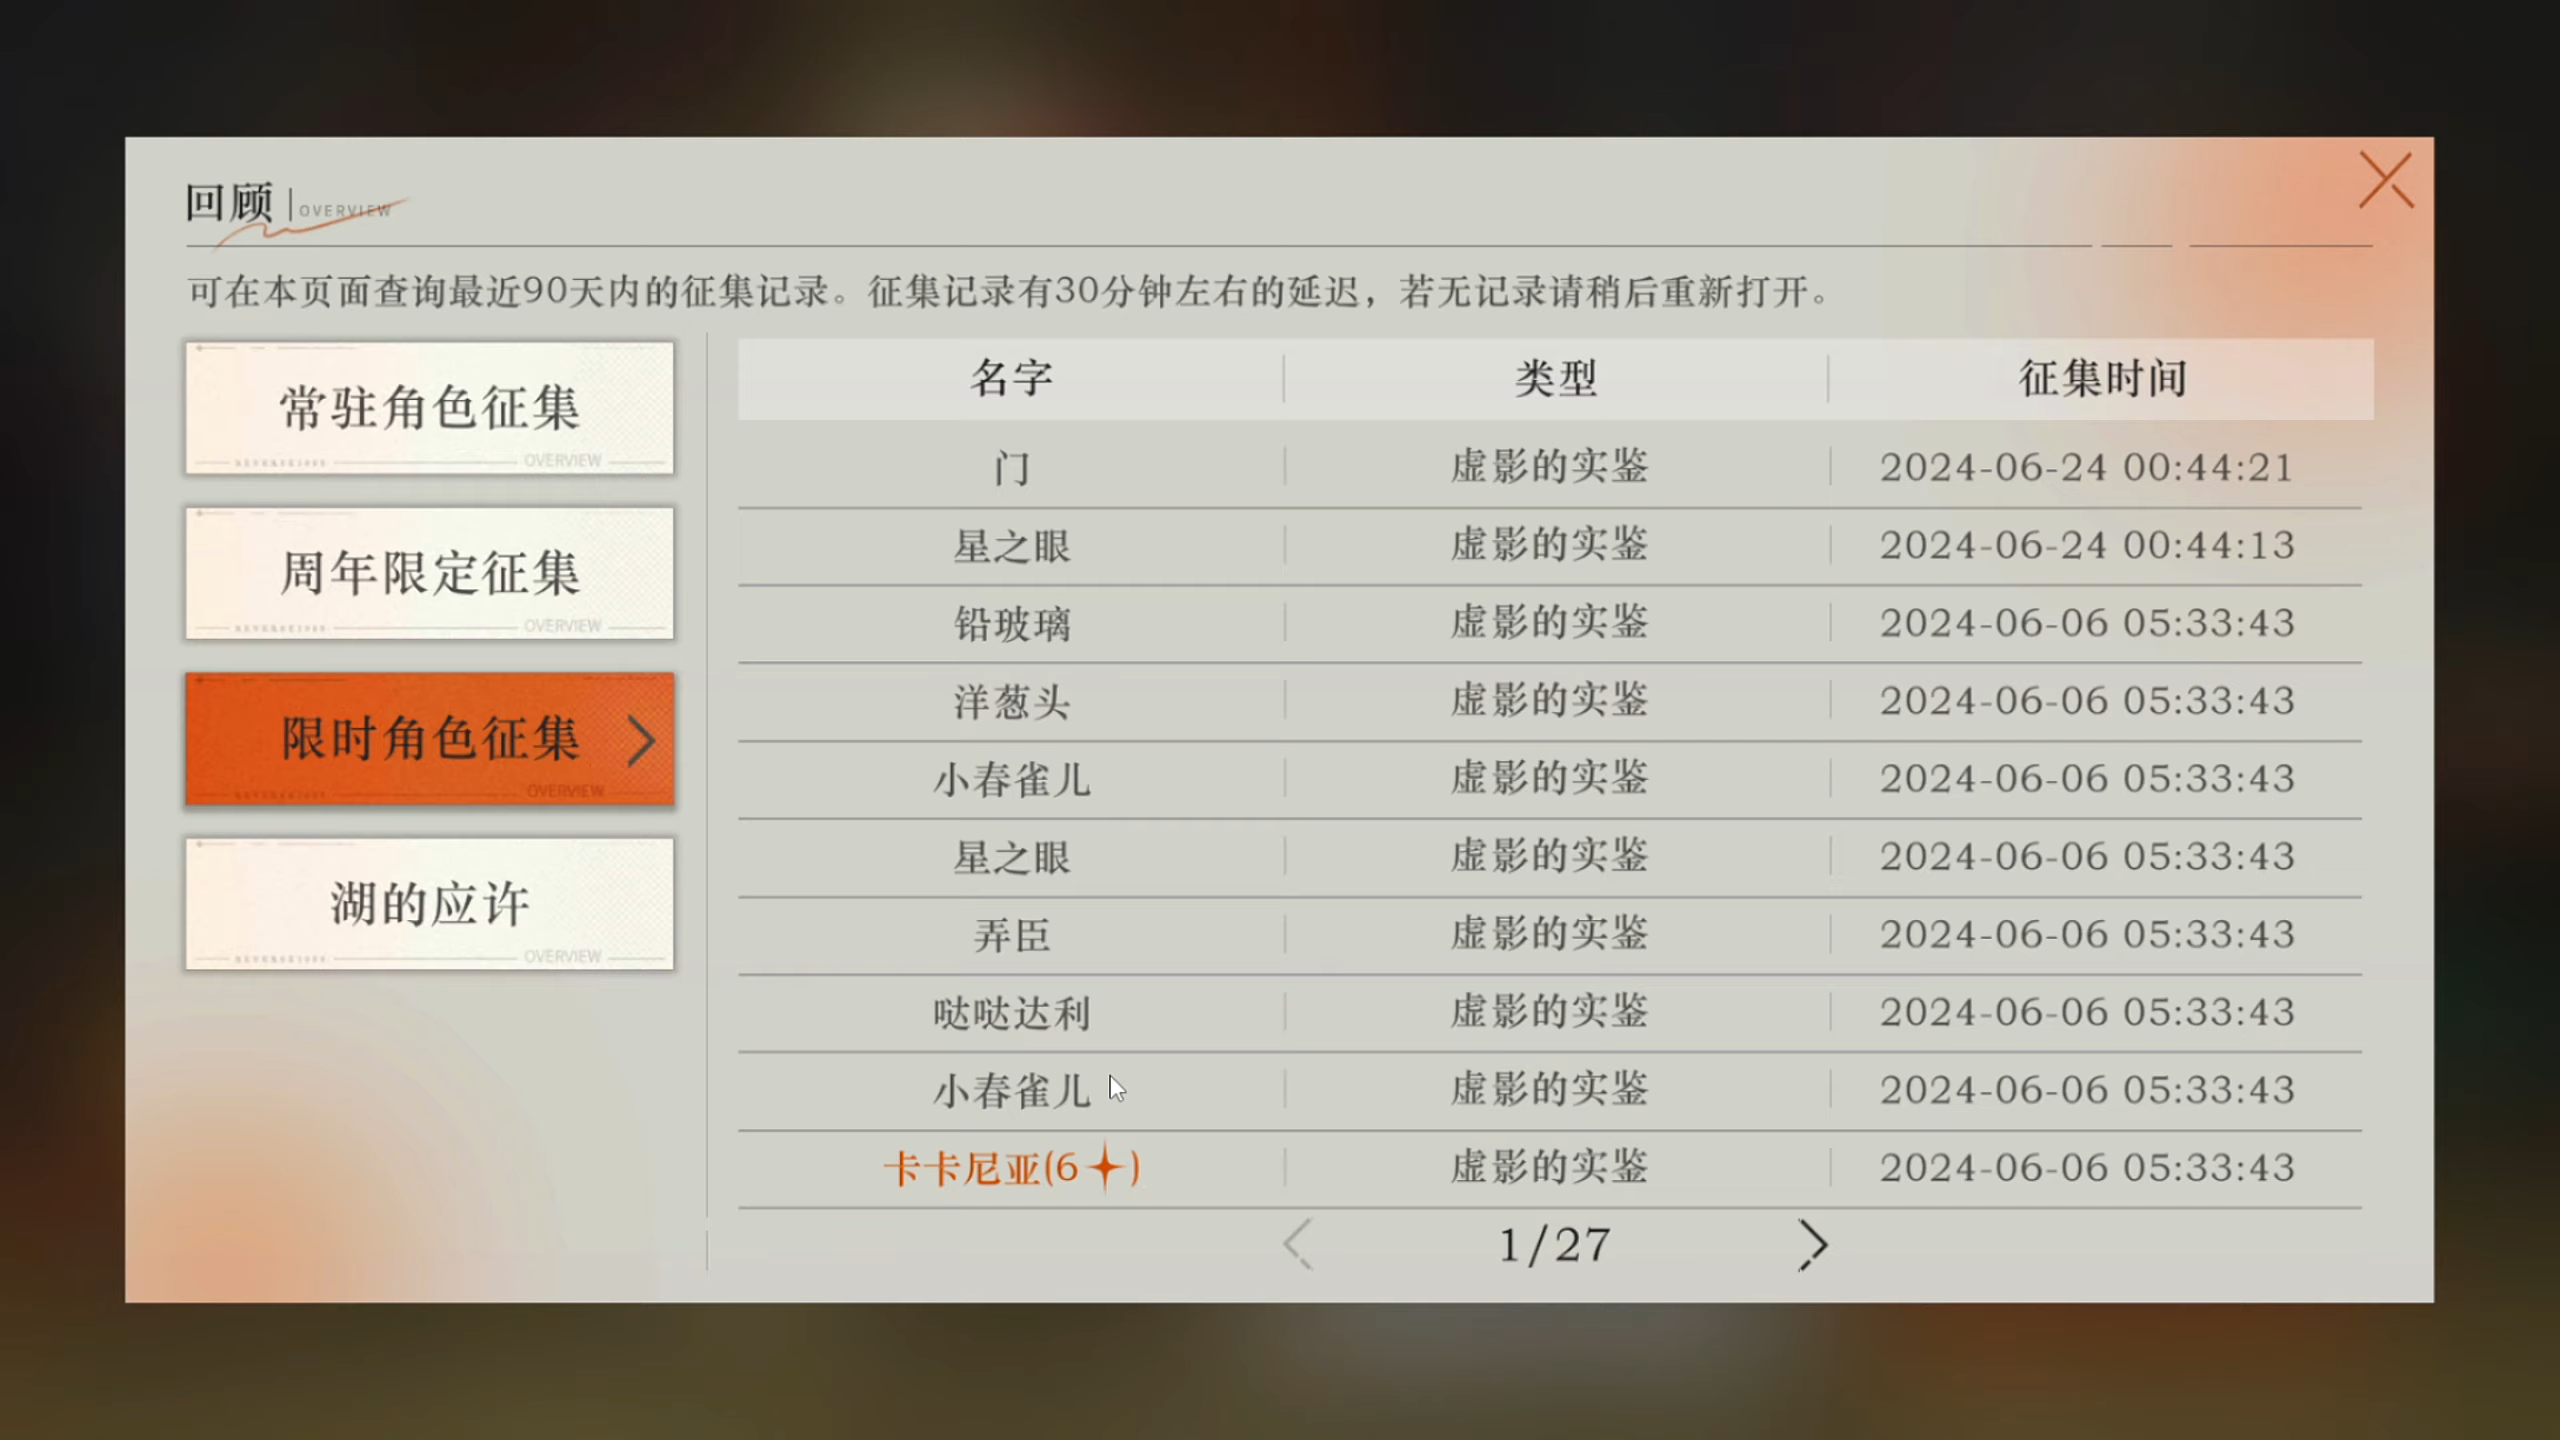 回顾 | OVERVIEW
可在本页面查询最近90天内的征集记录。征集记录有30分钟左右的延迟，若无记录请稍后重新打开。
常驻角色征集
REVERSE1999 OVERVIEW
周年限定征集
REVERSE1999 OVERVIEW
限时角色征集
REVERSE1999 OVERVIEW
湖的应许
REVERSE1999 OVERVIEW
名字 类型 征集时间
门 虚影的实鉴 2024-06-24 00:44:21
星之眼 虚影的实鉴 2024-06-24 00:44:13
铅玻璃 虚影的实鉴 2024-06-06 05:33:43
洋葱头 虚影的实鉴 2024-06-06 05:33:43
小春雀儿 虚影的实鉴 2024-06-06 05:33:43
星之眼 虚影的实鉴 2024-06-06 05:33:43
弄臣 虚影的实鉴 2024-06-06 05:33:43
哒哒达利 虚影的实鉴 2024-06-06 05:33:43
小春雀儿 虚影的实鉴 2024-06-06 05:33:43
卡卡尼亚(6✦) 虚影的实鉴 2024-06-06 05:33:43
1/27